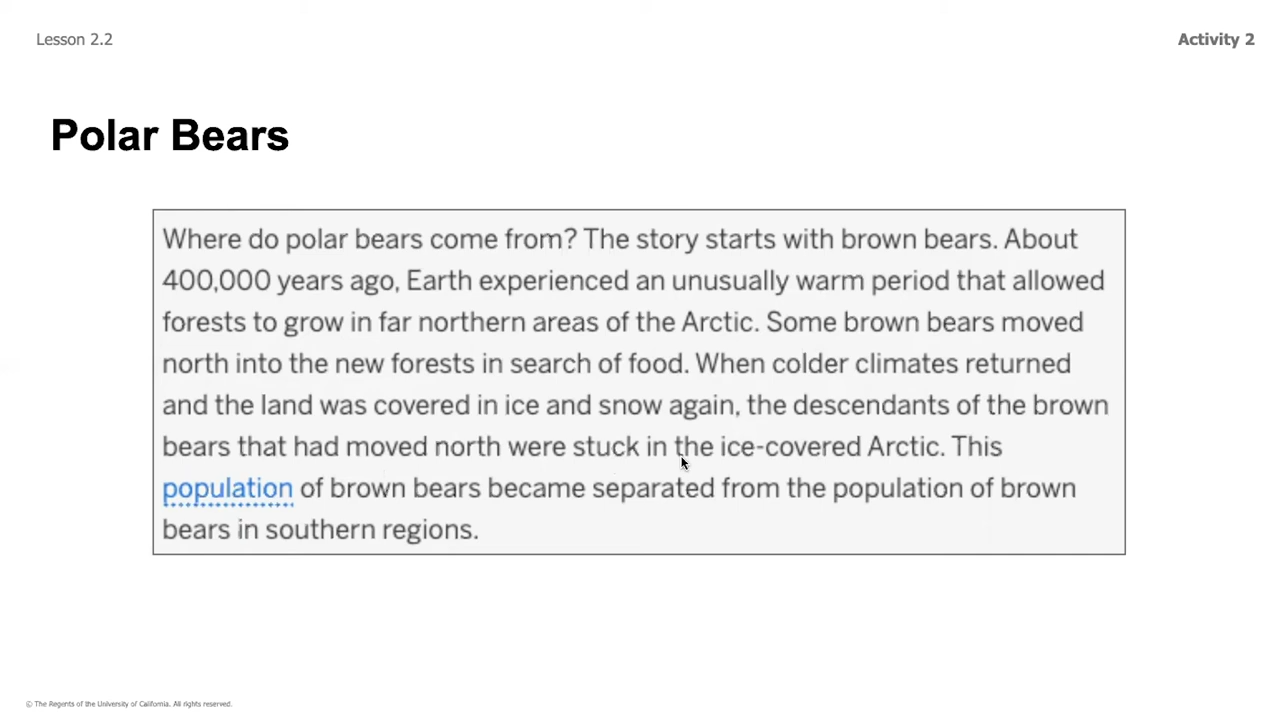 Lesson 2.2
Activity 2
Polar Bears
Where do polar bears come from? The story starts with brown bears. About
400,000 years ago, Earth experienced an unusually warm period that allowed
forests to grow in far northern areas of the Arctic. Some brown bears moved
north into the new forests in search of food. When colder climates returned
and the land was covered in ice and snow again, the descendants of the brown
bears that had moved north were stuck in the ice-covered Arctic. This
population of brown bears became separated from the population of brown
bears in southern regions.
© The Regents of the University of California. All rights reserved.